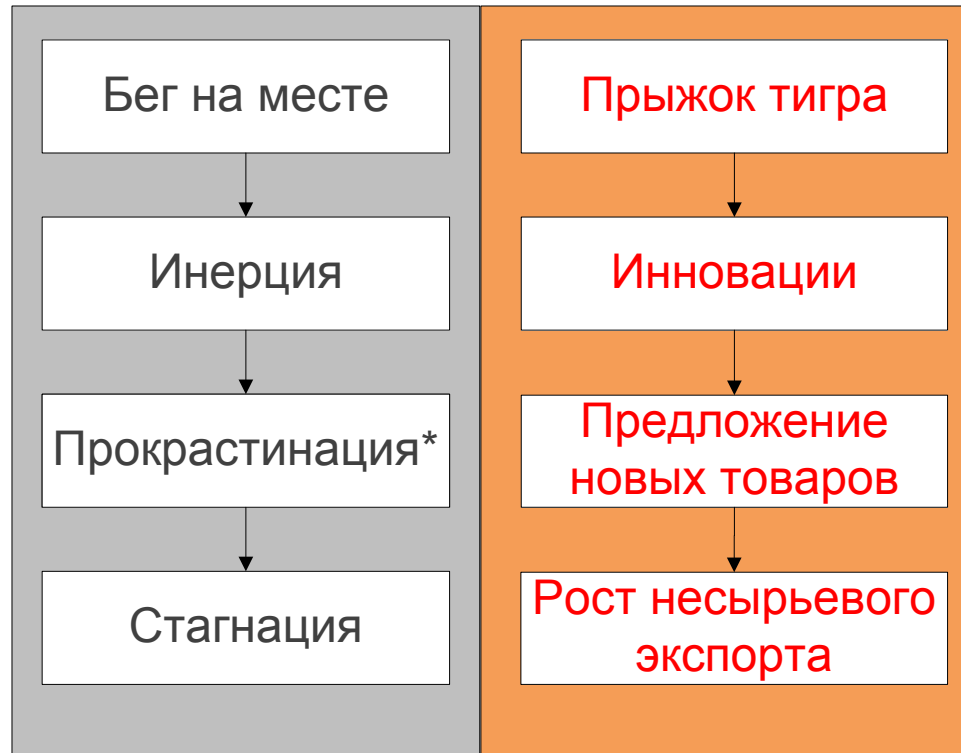 Бег на месте
Инерция
Прокрастинация*
Стагнация
Прыжок тигра
Инновации
Предложение
новых товаров
Рост несырьевого
экспорта